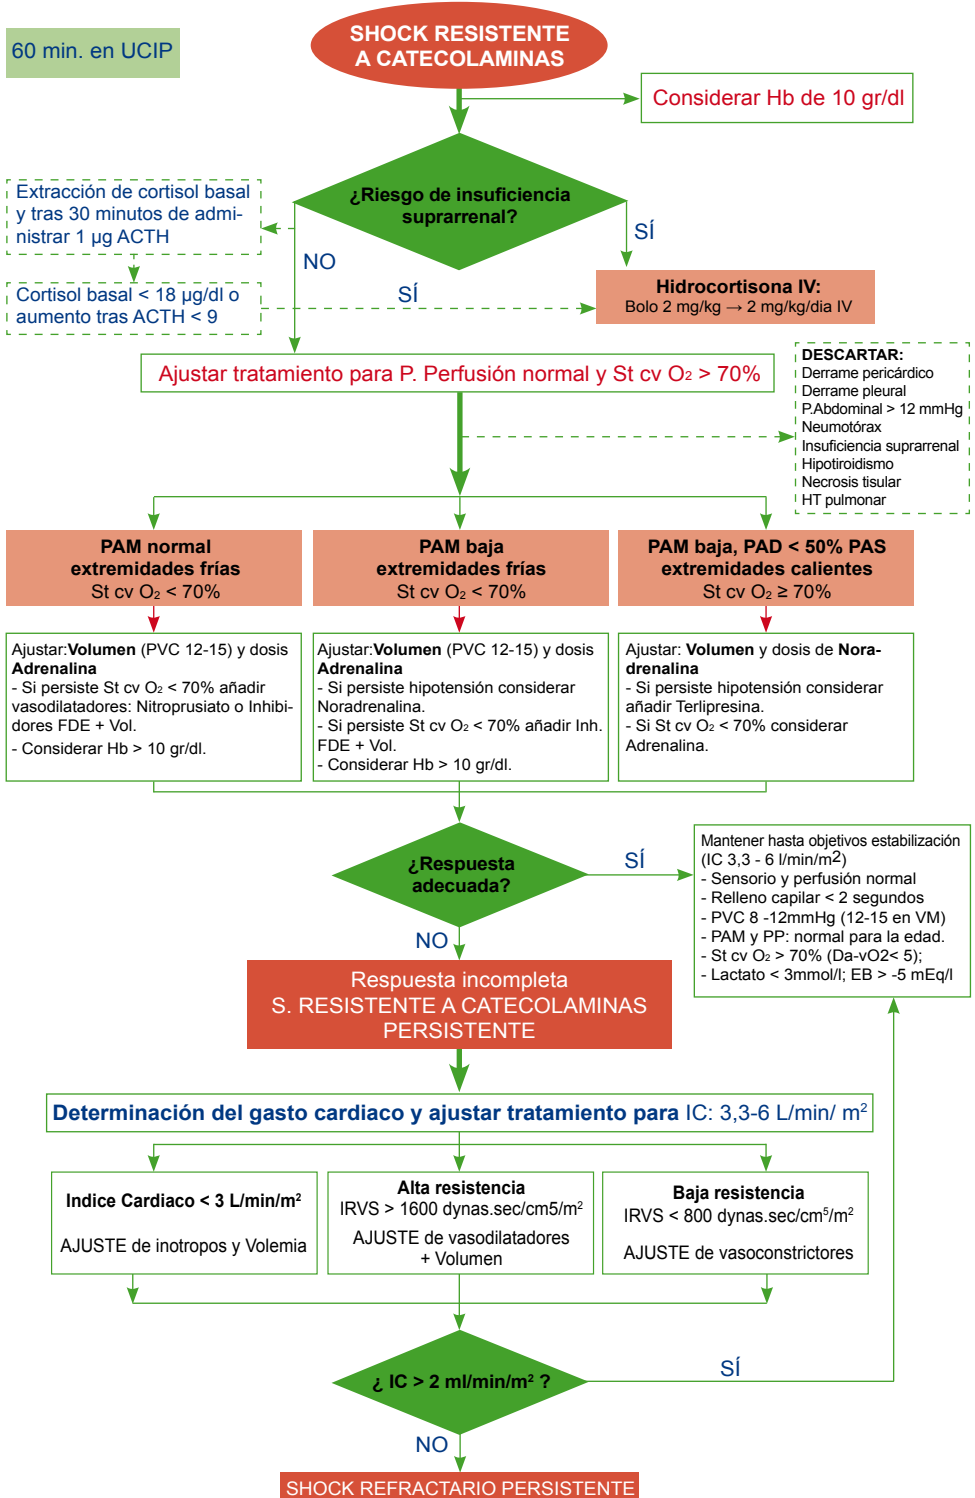 60 min. en UCIP
SHOCK RESISTENTE
A CATECOLAMINAS
Considerar Hb de 10 gr/dl
¿Riesgo de insuficiencia
suprarrenal?
Extracción de cortisol basal
y tras 30 minutos de admi-
nistrar 1 µg ACTH
SÍ
NO
Cortisol basal < 18 µg/dl o
aumento tras ACTH < 9
SÍ
Hidrocortisona IV:
Bolo 2 mg/kg → 2 mg/kg/dia IV
Ajustar tratamiento para P. Perfusión normal y St cv O₂ > 70%
DESCARTAR:
Derrame pericárdico
Derrame pleural
P.Abdominal > 12 mmHg
Neumotórax
Insuficiencia suprarrenal
Hipotiroidismo
Necrosis tisular
HT pulmonar
PAM normal
extremidades frías
St cv O₂ < 70%
PAM baja
extremidades frías
St cv O₂ < 70%
PAM baja, PAD < 50% PAS
extremidades calientes
St cv O₂ ≥ 70%
Ajustar:Volumen (PVC 12-15) y dosis
Adrenalina
- Si persiste St cv O₂ < 70% añadir
vasodilatadores: Nitroprusiato o Inhibi-
dores FDE + Vol.
- Considerar Hb > 10 gr/dl.
Ajustar:Volumen (PVC 12-15) y dosis
Adrenalina
- Si persiste hipotensión considerar
Noradrenalina.
- Si persiste St cv O₂ < 70% añadir Inh.
FDE + Vol.
- Considerar Hb > 10 gr/dl.
Ajustar: Volumen y dosis de Nora-
drenalina
- Si persiste hipotensión considerar
añadir Terlipresina.
- Si St cv O₂ < 70% considerar
Adrenalina.
¿Respuesta
adecuada?
SÍ
NO
Mantener hasta objetivos estabilización
(IC 3,3 - 6 l/min/m²)
- Sensorio y perfusión normal
- Relleno capilar < 2 segundos
- PVC 8 -12mmHg (12-15 en VM)
- PAM y PP: normal para la edad.
- St cv O₂ > 70% (Da-vO2< 5);
- Lactato < 3mmol/l; EB > -5 mEq/l
Respuesta incompleta
S. RESISTENTE A CATECOLAMINAS
PERSISTENTE
Determinación del gasto cardiaco y ajustar tratamiento para IC: 3,3-6 L/min/ m²
Indice Cardiaco < 3 L/min/m²
AJUSTE de inotropos y Volemia
Alta resistencia
IRVS > 1600 dynas.sec/cm5/m²
AJUSTE de vasodilatadores
+ Volumen
Baja resistencia
IRVS < 800 dynas.sec/cm⁵/m²
AJUSTE de vasoconstrictores
¿ IC > 2 ml/min/m² ?
SÍ
NO
SHOCK REFRACTARIO PERSISTENTE